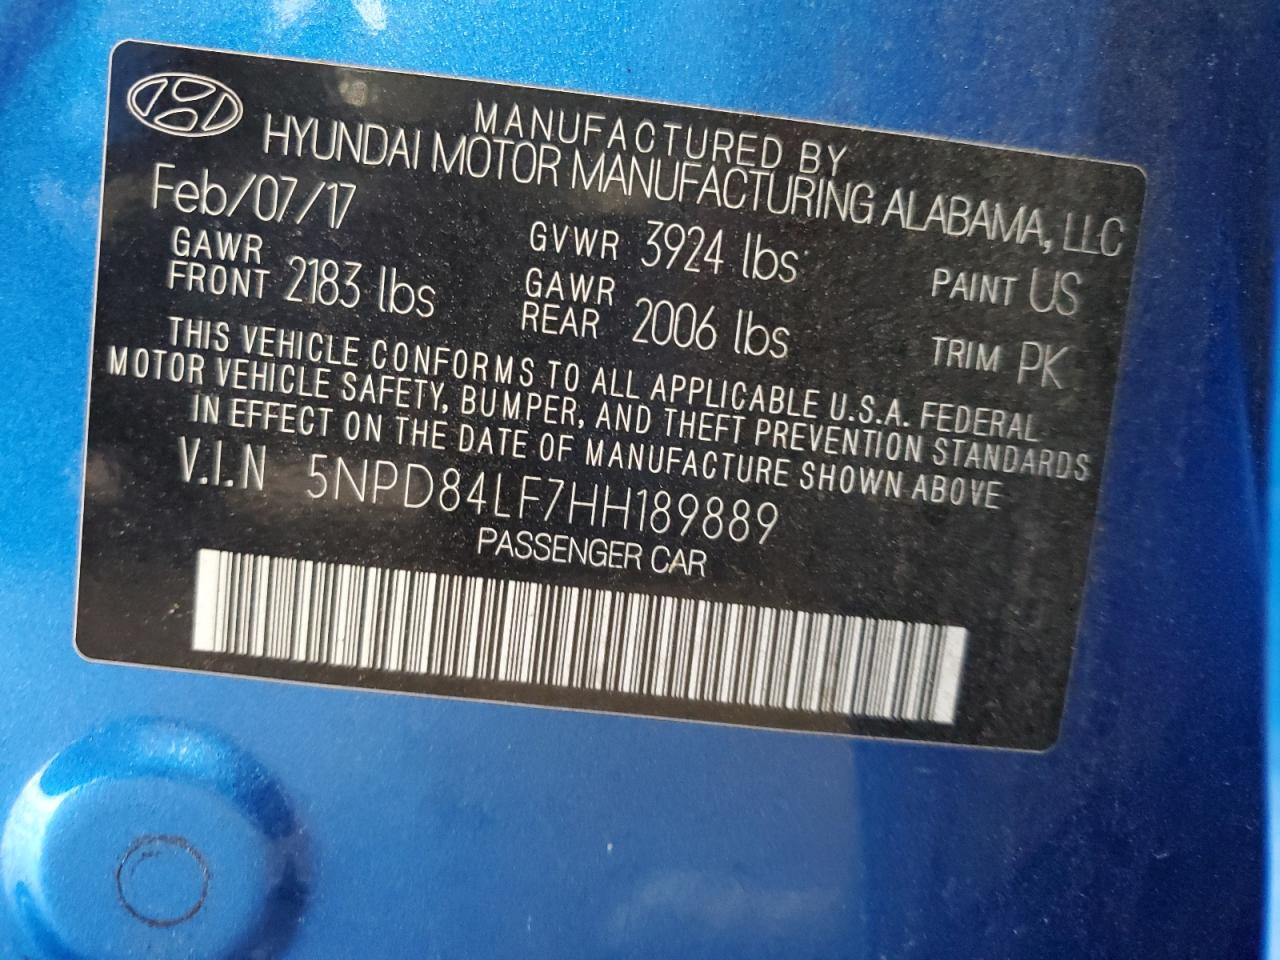 MANUFACTURED BY
HYUNDAI MOTOR MANUFACTURING ALABAMA, LLC
Feb/07/17
GVWR 3924 lbs
PAINT US
GAWR FRONT 2183 lbs
GAWR REAR 2006 lbs
TRIM PK
THIS VEHICLE CONFORMS TO ALL APPLICABLE U.S.A. FEDERAL
MOTOR VEHICLE SAFETY, BUMPER, AND THEFT PREVENTION STANDARDS
IN EFFECT ON THE DATE OF MANUFACTURE SHOWN ABOVE
V.I.N 5NPD84LF7HH189889
PASSENGER CAR